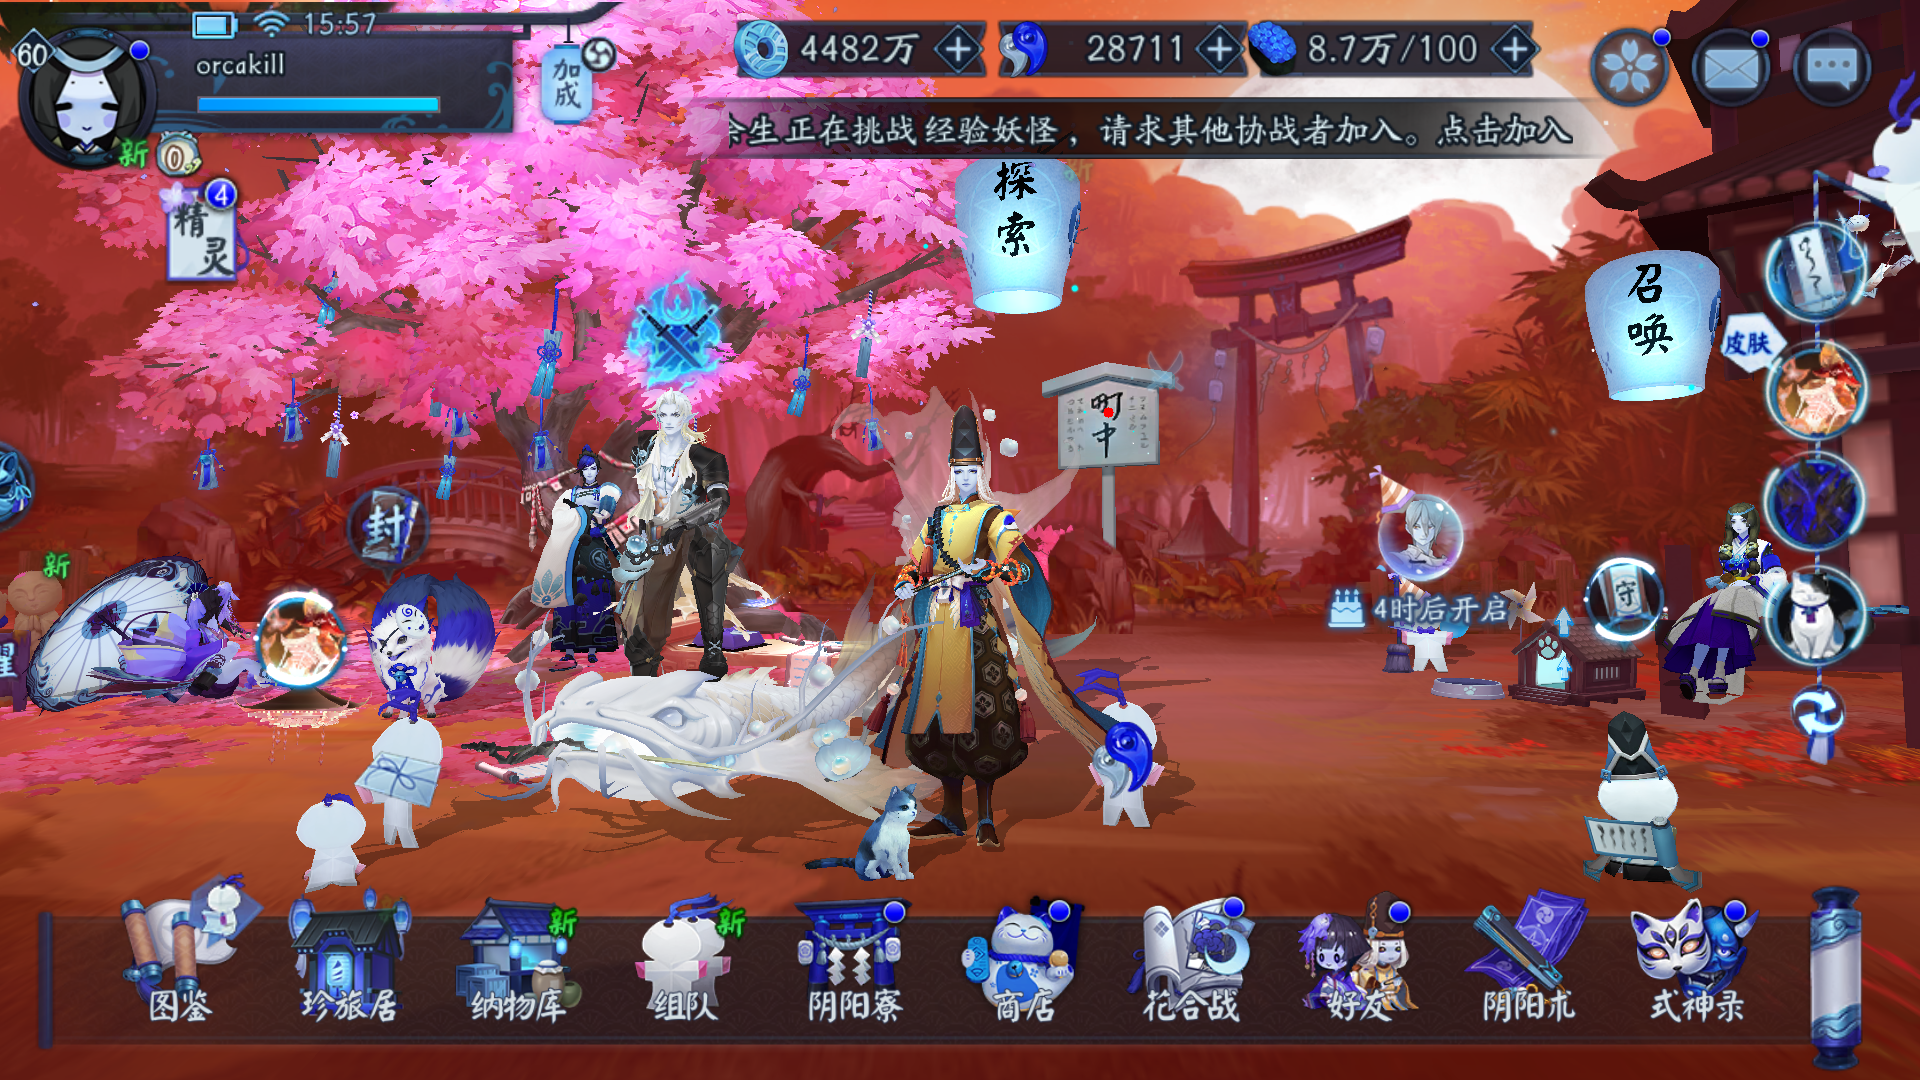 60
15:57
orcakill
新
0
加成
4482万
28711
8.7万/100
生正在挑战经验妖怪，请求其他协战者加入。点击加入
4
精灵
探索
召唤
皮肤
町中
封
新
4时后开启
守
图鉴
珍旅居
纳物库
新
组队
新
阴阳寮
商店
花合战
好友
阴阳术
式神录